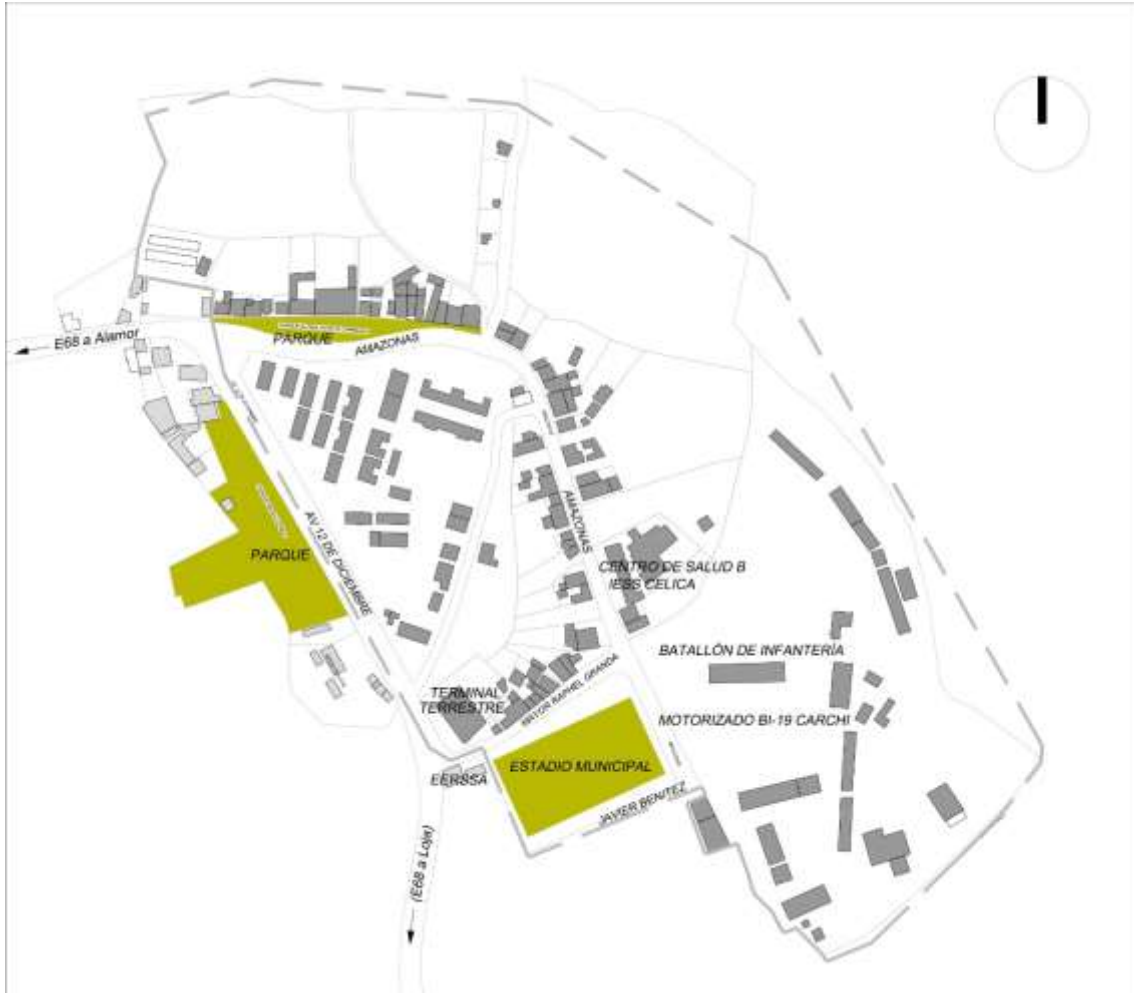 E68 a Alamor
PARQUE
AMAZONAS
PARQUE
AV 12 DE DICIEMBRE
AMAZONAS
CENTRO DE SALUD B
IESS CELICA
BATALLÓN DE INFANTERÍA
MOTORIZADO BI-19 CARCHI
TERMINAL
TERRESTRE
MAYOR RAPHEL GRANDA
ESTADIO MUNICIPAL
EERSSA
JAVIER BENITEZ
(E68 a Loja)